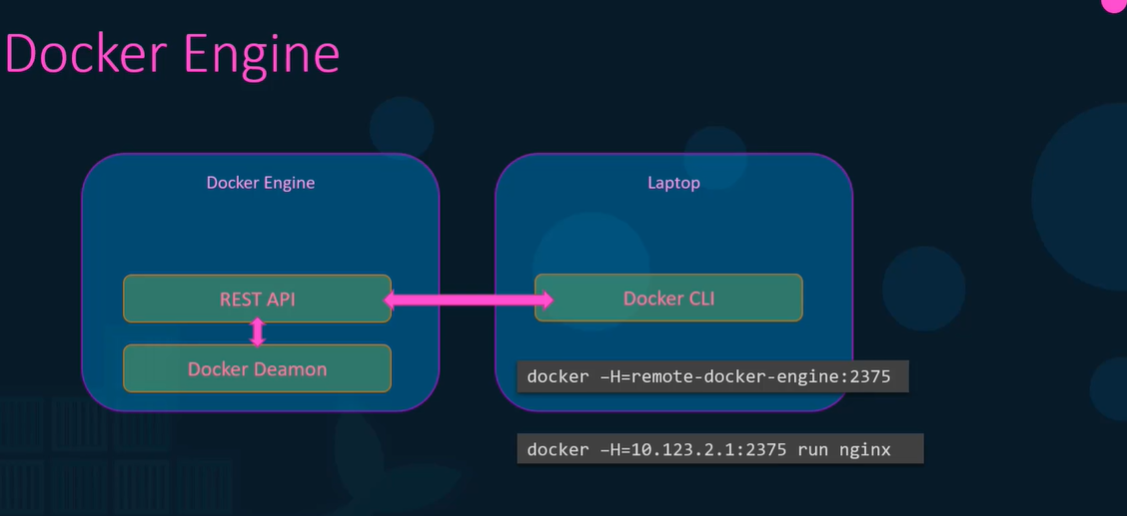 Docker Engine
Docker Engine
Laptop
REST API
Docker CLI
Docker Deamon
docker –H=remote-docker-engine:2375
docker –H=10.123.2.1:2375 run nginx